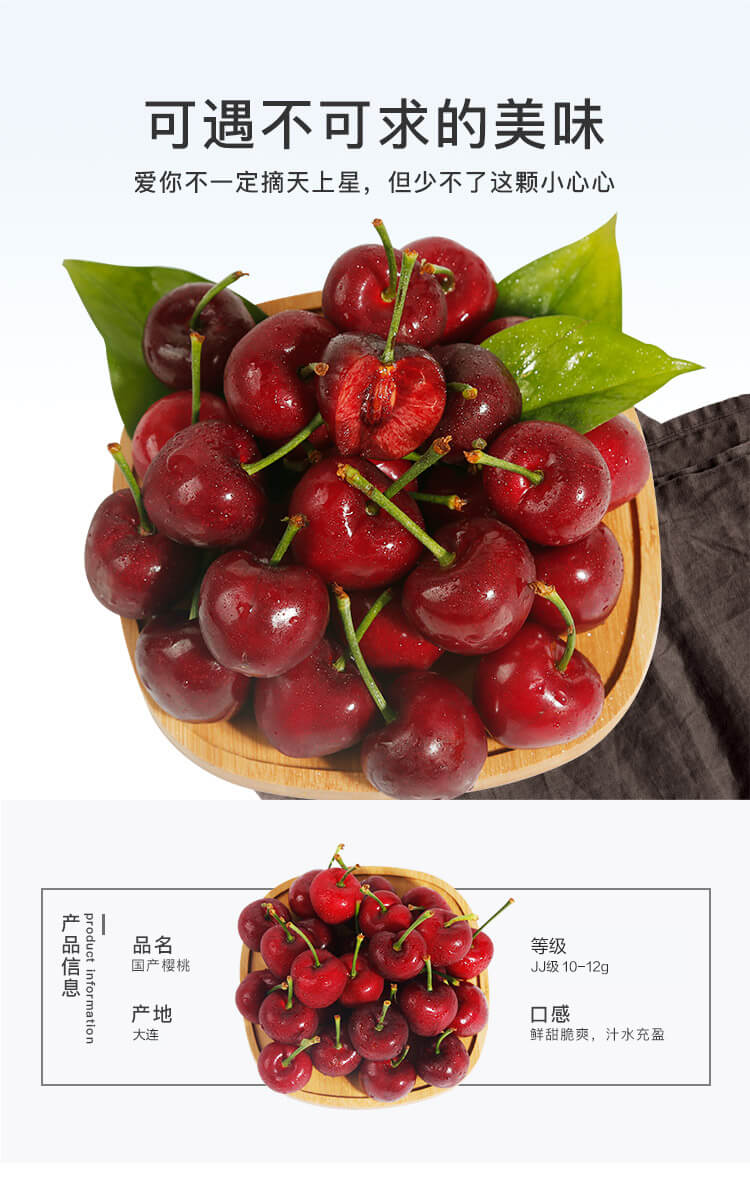 可遇不可求的美味
爱你不一定摘天上星，但少不了这颗小心心
产品信息
product information
品名
国产樱桃
产地
大连
等级
JJ级 10-12g
口感
鲜甜脆爽，汁水充盈